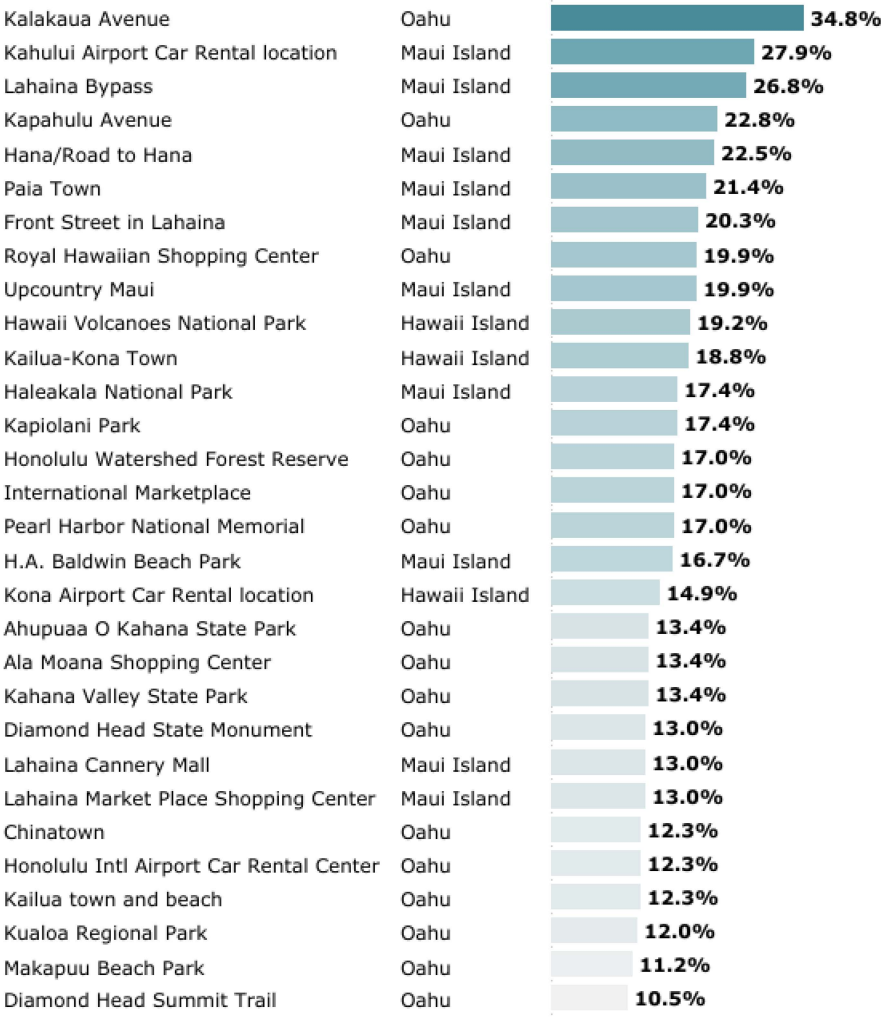 Kalakaua Avenue Oahu 34.8%
Kahului Airport Car Rental location Maui Island 27.9%
Lahaina Bypass Maui Island 26.8%
Kapahulu Avenue Oahu 22.8%
Hana/Road to Hana Maui Island 22.5%
Paia Town Maui Island 21.4%
Front Street in Lahaina Maui Island 20.3%
Royal Hawaiian Shopping Center Oahu 19.9%
Upcountry Maui Maui Island 19.9%
Hawaii Volcanoes National Park Hawaii Island 19.2%
Kailua-Kona Town Hawaii Island 18.8%
Haleakala National Park Maui Island 17.4%
Kapiolani Park Oahu 17.4%
Honolulu Watershed Forest Reserve Oahu 17.0%
International Marketplace Oahu 17.0%
Pearl Harbor National Memorial Oahu 17.0%
H.A. Baldwin Beach Park Maui Island 16.7%
Kona Airport Car Rental location Hawaii Island 14.9%
Ahupuaa O Kahana State Park Oahu 13.4%
Ala Moana Shopping Center Oahu 13.4%
Kahana Valley State Park Oahu 13.4%
Diamond Head State Monument Oahu 13.0%
Lahaina Cannery Mall Maui Island 13.0%
Lahaina Market Place Shopping Center Maui Island 13.0%
Chinatown Oahu 12.3%
Honolulu Intl Airport Car Rental Center Oahu 12.3%
Kailua town and beach Oahu 12.3%
Kualoa Regional Park Oahu 12.0%
Makapuu Beach Park Oahu 11.2%
Diamond Head Summit Trail Oahu 10.5%